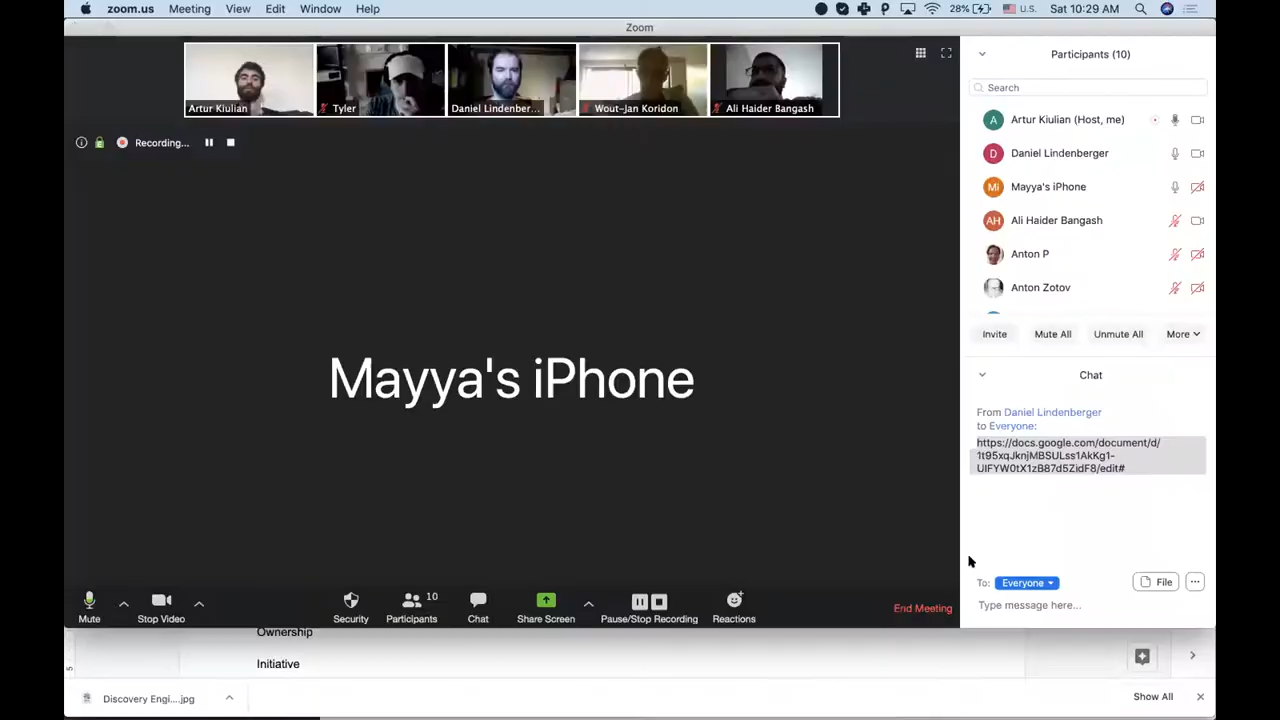 zoom.us Meeting View Edit Window Help 28% U.S. Sat 10:29 AM
Zoom
Artur Kiulian Tyler Daniel Lindenber... Wout-Jan Koridon Ali Haider Bangash
Recording...
Mayya's iPhone
Participants (10)
Search
A Artur Kiulian (Host, me)
D Daniel Lindenberger
Mi Mayya's iPhone
AH Ali Haider Bangash
Anton P
Anton Zotov
Invite Mute All Unmute All More
Chat
From Daniel Lindenberger
to Everyone:
https://docs.google.com/document/d/
1t95xqJknjMBSULss1AkKg1-
UIFYW0tX1zB87d5ZidF8/edit#
To: Everyone File ...
Type message here...
10
Mute Stop Video Security Participants Chat Share Screen Pause/Stop Recording Reactions End Meeting
Ownership
Initiative
5
Discovery Engi....jpg Show All